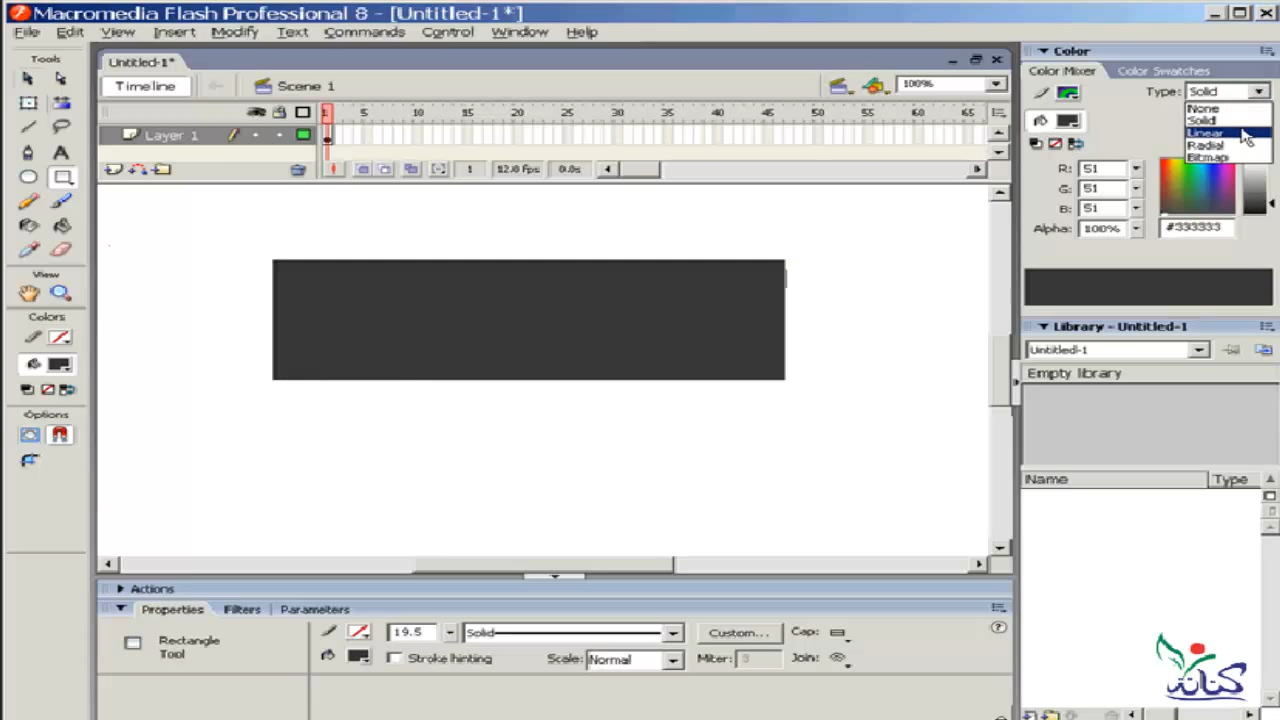 Macromedia Flash Professional 8 - [Untitled-1*]
File Edit View Insert Modify Text Commands Control Window Help
Tools
Untitled-1*
Timeline
Scene 1
100%
1 5 10 15 20 25 30 35 40 45 50 55 60 65
Layer 1
1 12.0 fps 0.0s
View
Colors
Options
Color
Color Mixer Color Swatches
Type: Solid
None
Solid
Linear
Radial
Bitmap
R: 51
G: 51
B: 51
Alpha: 100% #333333
Library - Untitled-1
Untitled-1
Empty library
Name Type
Actions
Properties Filters Parameters
Rectangle
Tool
19.5 Solid Custom... Cap:
Stroke hinting Scale: Normal Miter: 3 Join:
كنانة